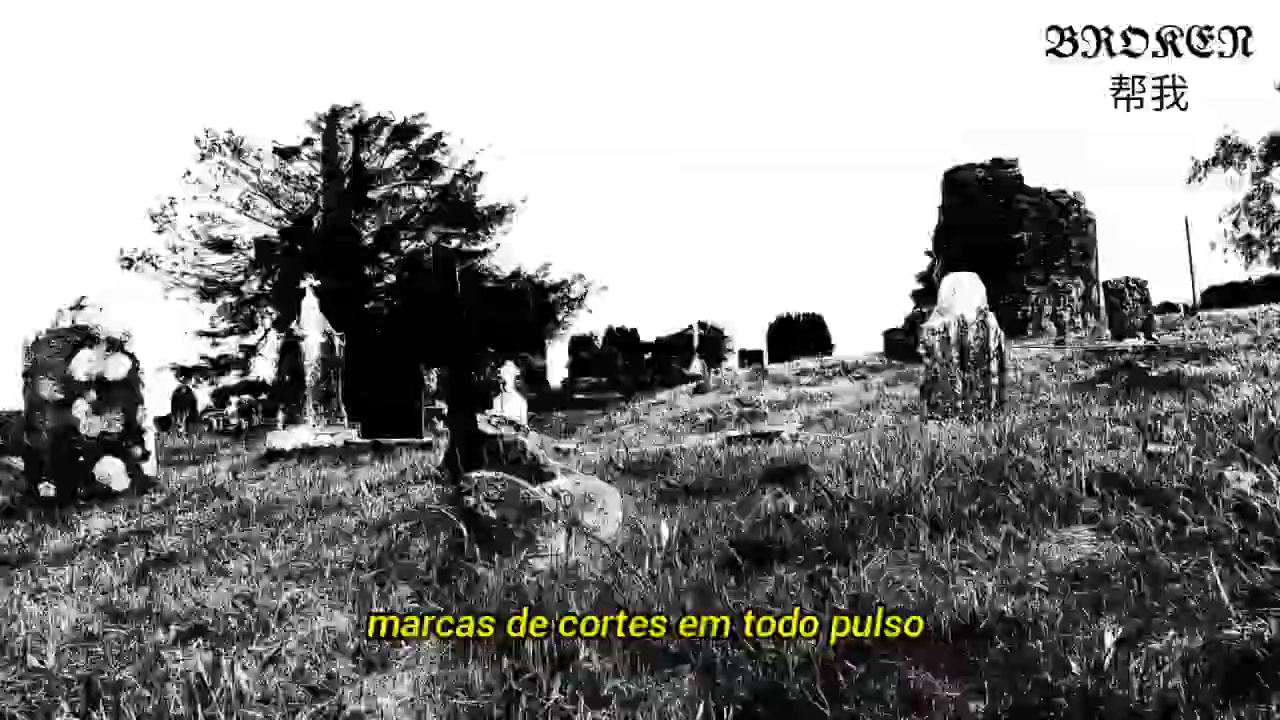 BROKEN
帮我
marcas de cortes em todo pulso